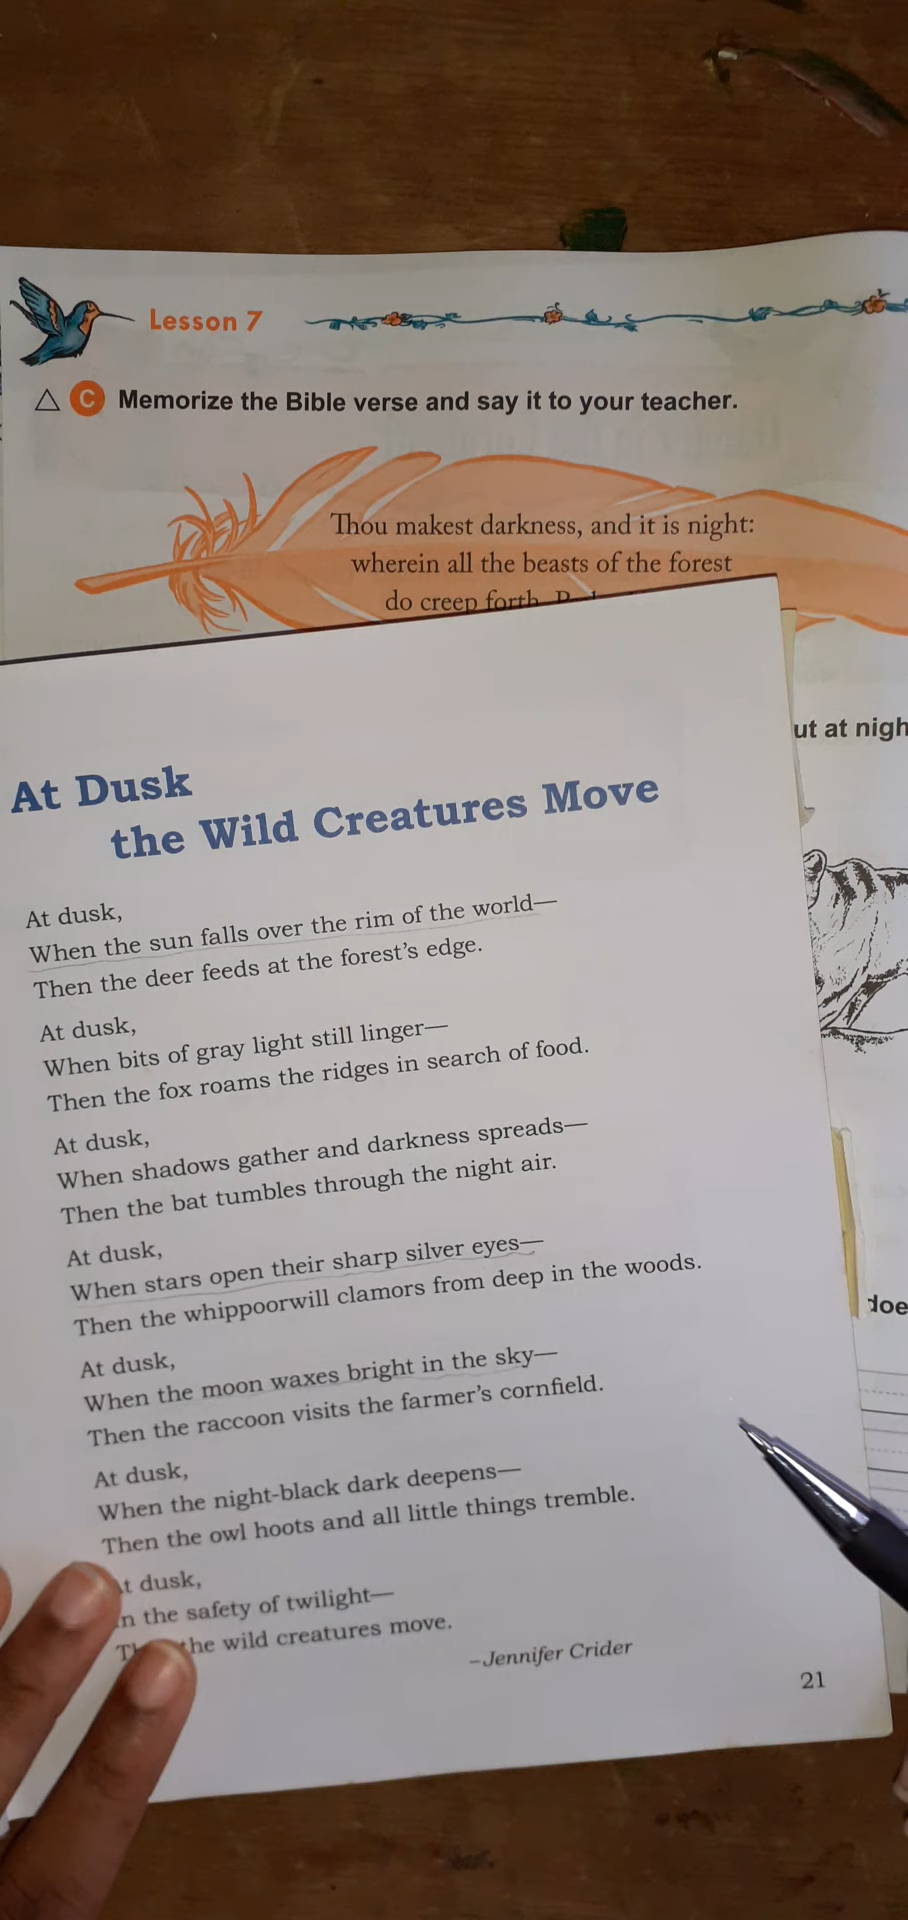 Lesson 7
C Memorize the Bible verse and say it to your teacher.
Thou makest darkness, and it is night:
wherein all the beasts of the forest
do creep forth.
ut at nigh
At Dusk
the Wild Creatures Move
At dusk,
When the sun falls over the rim of the world—
Then the deer feeds at the forest's edge.
At dusk,
When bits of gray light still linger—
Then the fox roams the ridges in search of food.
At dusk,
When shadows gather and darkness spreads—
Then the bat tumbles through the night air.
At dusk,
When stars open their sharp silver eyes—
Then the whippoorwill clamors from deep in the woods.
doe
At dusk,
When the moon waxes bright in the sky—
Then the raccoon visits the farmer's cornfield.
At dusk,
When the night-black dark deepens—
Then the owl hoots and all little things tremble.
At dusk,
n the safety of twilight—
the wild creatures move.
–Jennifer Crider
21